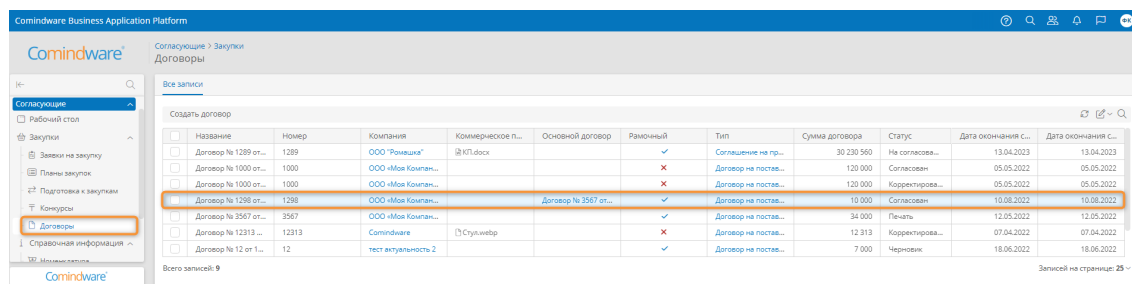 Comindware Business Application Platform
ФК
Comindware®
Согласующие > Закупки
Договоры
Все записи
Согласующие
Рабочий стол
Закупки
Заявки на закупку
Планы закупок
Подготовка к закупкам
Конкурсы
Договоры
Справочная информация
Номенклатура
Comindware®
Создать договор
Название Номер Компания Коммерческое п... Основной договор Рамочный Тип Сумма договора Статус Дата окончания с... Дата окончания с...
Договор № 1289 от... 1289 ООО "Ромашка" КП.docx Соглашение на пр... 30 230 560 На согласова... 13.04.2023 13.04.2023
Договор № 1000 от... 1000 ООО «Моя Компан... Договор на постав... 120 000 Согласован 05.05.2022 05.05.2022
Договор № 1000 от... 1000 ООО «Моя Компан... Договор на постав... 120 000 Корректирова... 05.05.2022 05.05.2022
Договор № 1298 от... 1298 ООО «Моя Компан... Договор № 3567 от... Договор на постав... 10 000 Согласован 10.08.2022 10.08.2022
Договор № 3567 от... 3567 ООО «Моя Компан... Договор на постав... 34 000 Печать 12.05.2022 12.05.2022
Договор № 12313 ... 12313 Comindware Стул.webp Договор на постав... 12 313 Корректирова... 07.04.2022 07.04.2022
Договор № 12 от 1... 12 тест актуальность 2 Договор на постав... 7 000 Черновик 18.06.2022 18.06.2022
Всего записей: 9
Записей на странице: 25